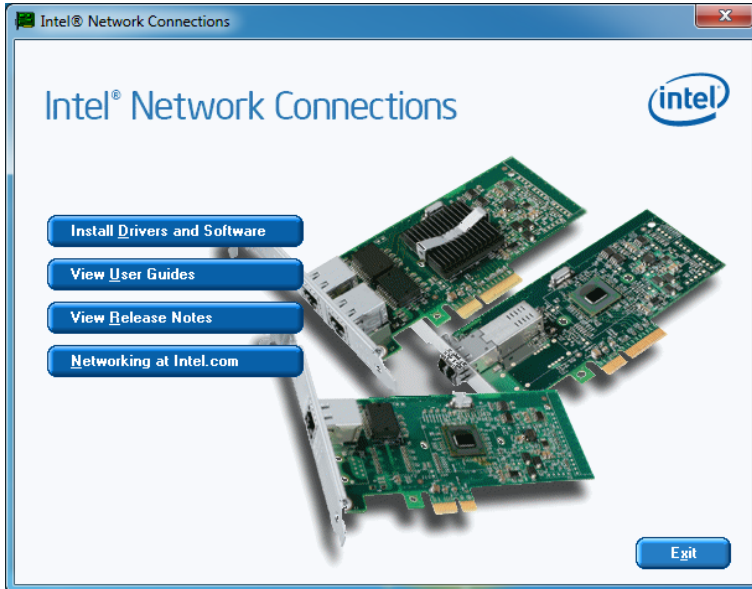 Intel® Network Connections
Intel® Network Connections
intel
Install Drivers and Software
View User Guides
View Release Notes
Networking at Intel.com
Exit